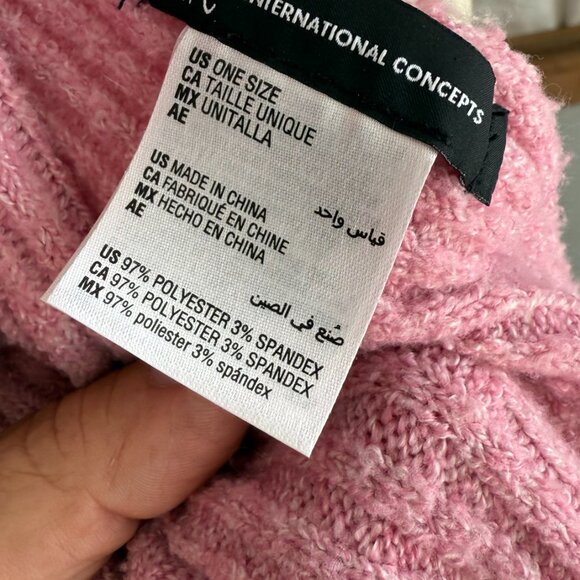 INTERNATIONAL CONCEPTS
US ONE SIZE
CA TAILLE UNIQUE
MX UNITALLA
AE قياس واحد
US MADE IN CHINA
CA FABRIQUÉ EN CHINE
MX HECHO EN CHINA
AE صُنع في الصين
US 97% POLYESTER 3% SPANDEX
CA 97% POLYESTER 3% SPANDEX
MX 97% poliester 3% spándex